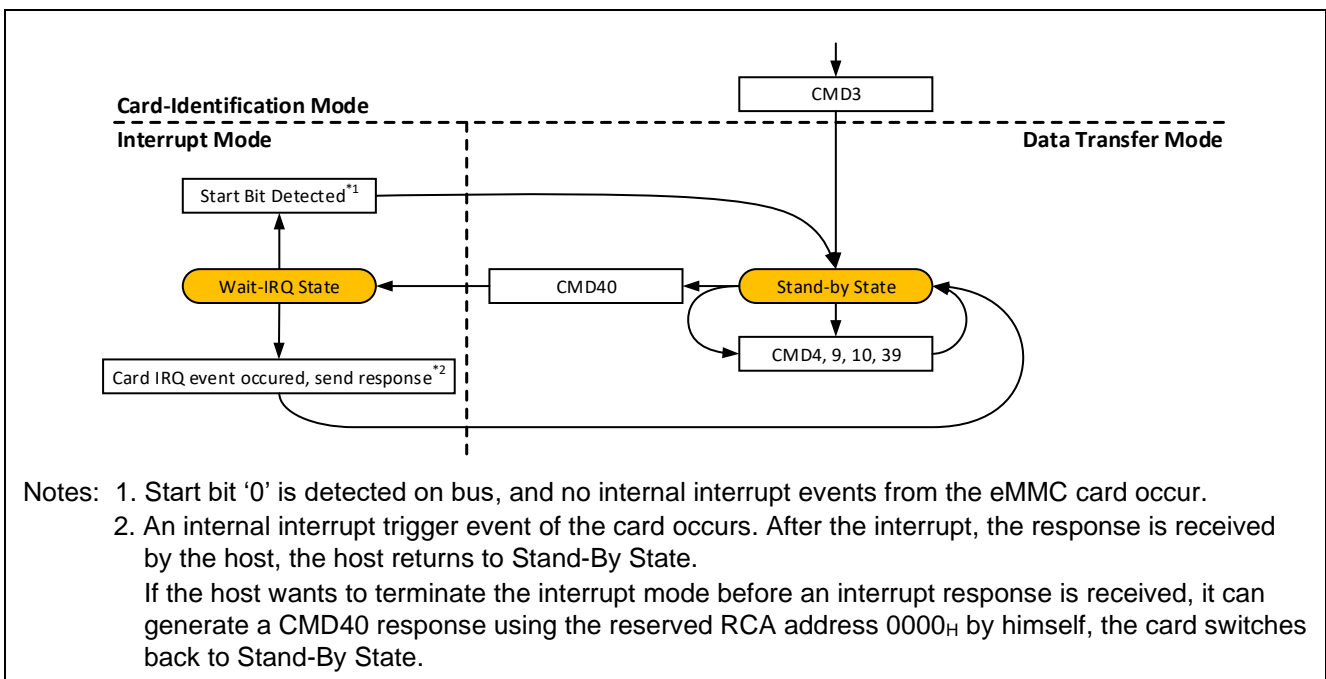 CMD3
Card-Identification Mode
Interrupt Mode
Data Transfer Mode
Start Bit Detected*1
Wait-IRQ State
CMD40
Stand-by State
CMD4, 9, 10, 39
Card IRQ event occured, send response*2
Notes: 1. Start bit ‘0’ is detected on bus, and no internal interrupt events from the eMMC card occur.
2. An internal interrupt trigger event of the card occurs. After the interrupt, the response is received
by the host, the host returns to Stand-By State.
If the host wants to terminate the interrupt mode before an interrupt response is received, it can
generate a CMD40 response using the reserved RCA address 0000H by himself, the card switches
back to Stand-By State.